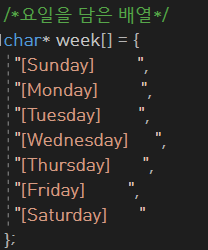 /*요일을 담은 배열*/
char* week[] = {
"[Sunday]        ",
"[Monday]        ",
"[Tuesday]       ",
"[Wednesday]     ",
"[Thursday]      ",
"[Friday]        ",
"[Saturday]      "
};